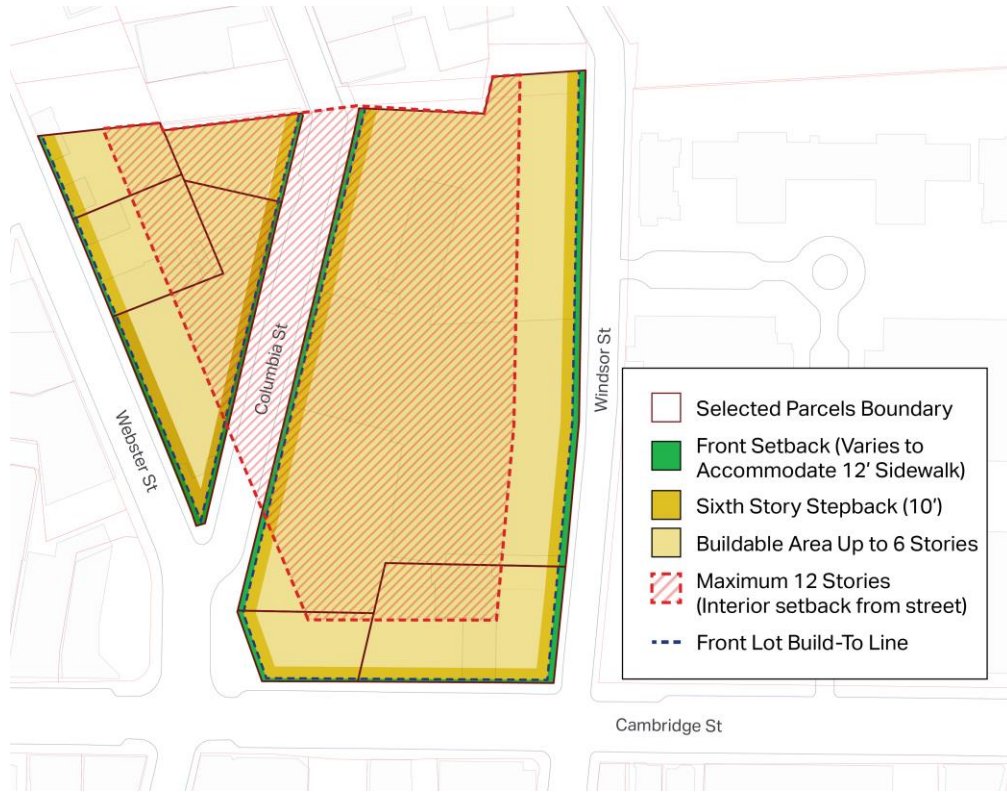 Columbia St
Windsor St
Webster St
Selected Parcels Boundary
Front Setback (Varies to
Accommodate 12' Sidewalk)
Sixth Story Stepback (10')
Buildable Area Up to 6 Stories
Maximum 12 Stories
(Interior setback from street)
Front Lot Build-To Line
Cambridge St